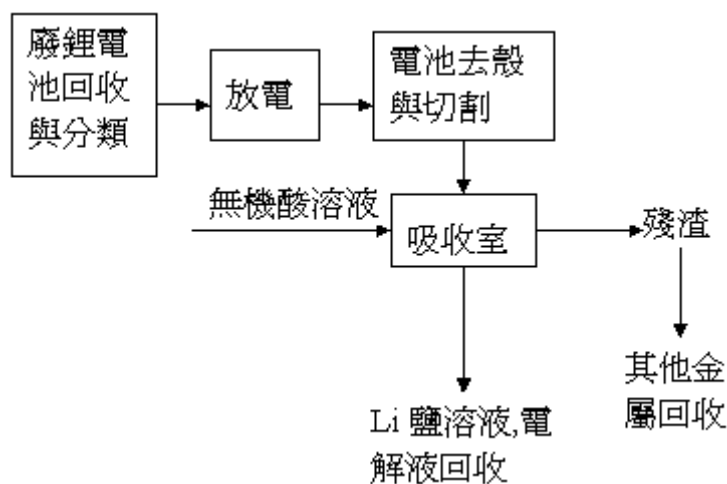 廢鋰電
池回收
與分類
放電
電池去殼
與切割
無機酸溶液
吸收室
殘渣
其他金
屬回收
Li 鹽溶液,電
解液回收